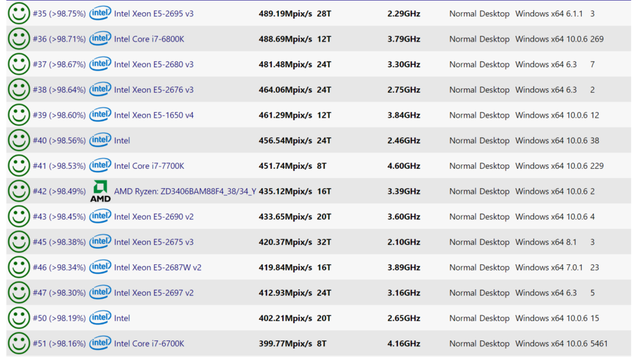 #35 (>98.75%) intel Intel Xeon E5-2695 v3 489.19Mpix/s 28T 2.29GHz Normal Desktop Windows x64 6.1.1 3
#36 (>98.71%) intel Intel Core i7-6800K 488.69Mpix/s 12T 3.79GHz Normal Desktop Windows x64 10.0.6 269
#37 (>98.67%) intel Intel Xeon E5-2680 v3 481.48Mpix/s 24T 3.30GHz Normal Desktop Windows x64 6.3 7
#38 (>98.64%) intel Intel Xeon E5-2676 v3 464.06Mpix/s 24T 2.75GHz Normal Desktop Windows x64 6.3 2
#39 (>98.60%) intel Intel Xeon E5-1650 v4 461.29Mpix/s 12T 3.84GHz Normal Desktop Windows x64 10.0.6 12
#40 (>98.56%) intel Intel 456.54Mpix/s 24T 2.46GHz Normal Desktop Windows x64 10.0.6 38
#41 (>98.53%) intel Intel Core i7-7700K 451.74Mpix/s 8T 4.60GHz Normal Desktop Windows x64 10.0.6 229
#42 (>98.49%) AMD AMD Ryzen: ZD3406BAM88F4_38/34_Y 435.12Mpix/s 16T 3.39GHz Normal Desktop Windows x64 10.0.6 2
#43 (>98.45%) intel Intel Xeon E5-2690 v2 433.65Mpix/s 20T 3.60GHz Normal Desktop Windows x64 10.0.6 4
#45 (>98.38%) intel Intel Xeon E5-2675 v3 420.37Mpix/s 32T 2.10GHz Normal Desktop Windows x64 8.1 3
#46 (>98.34%) intel Intel Xeon E5-2687W v2 419.84Mpix/s 16T 3.89GHz Normal Desktop Windows x64 7.0.1 23
#47 (>98.30%) intel Intel Xeon E5-2697 v2 412.93Mpix/s 24T 3.16GHz Normal Desktop Windows x64 6.3 5
#50 (>98.19%) intel Intel 402.21Mpix/s 20T 2.65GHz Normal Desktop Windows x64 10.0.6 15
#51 (>98.16%) intel Intel Core i7-6700K 399.77Mpix/s 8T 4.16GHz Normal Desktop Windows x64 10.0.6 5461